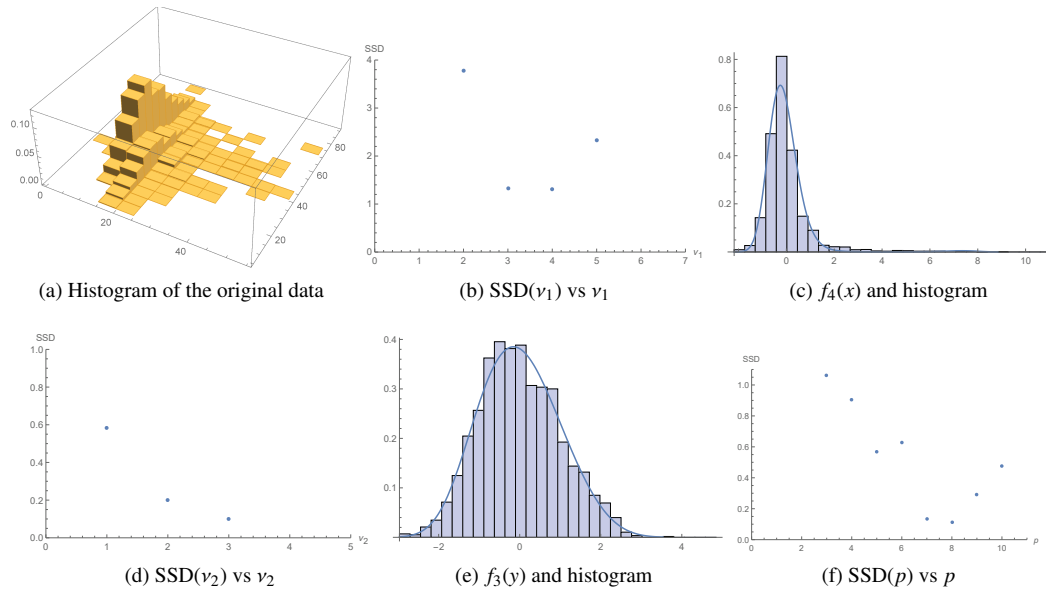 0.10
0.05
0.00
0
20
40
20
40
60
80
(a) Histogram of the original data
SSD
4
3
2
1
0
0 1 2 3 4 5 6 7
ν1
(b) SSD(ν1) vs ν1
0.8
0.6
0.4
0.2
0 2 4 6 8 10
(c) f4(x) and histogram
SSD
1.0
0.8
0.6
0.4
0.2
0.0
0 1 2 3 4 5
ν2
(d) SSD(ν2) vs ν2
0.4
0.3
0.2
0.1
−2 0 2 4
(e) f3(y) and histogram
SSD
1.0
0.8
0.6
0.4
0.2
0.0
0 2 4 6 8 10
p
(f) SSD(p) vs p